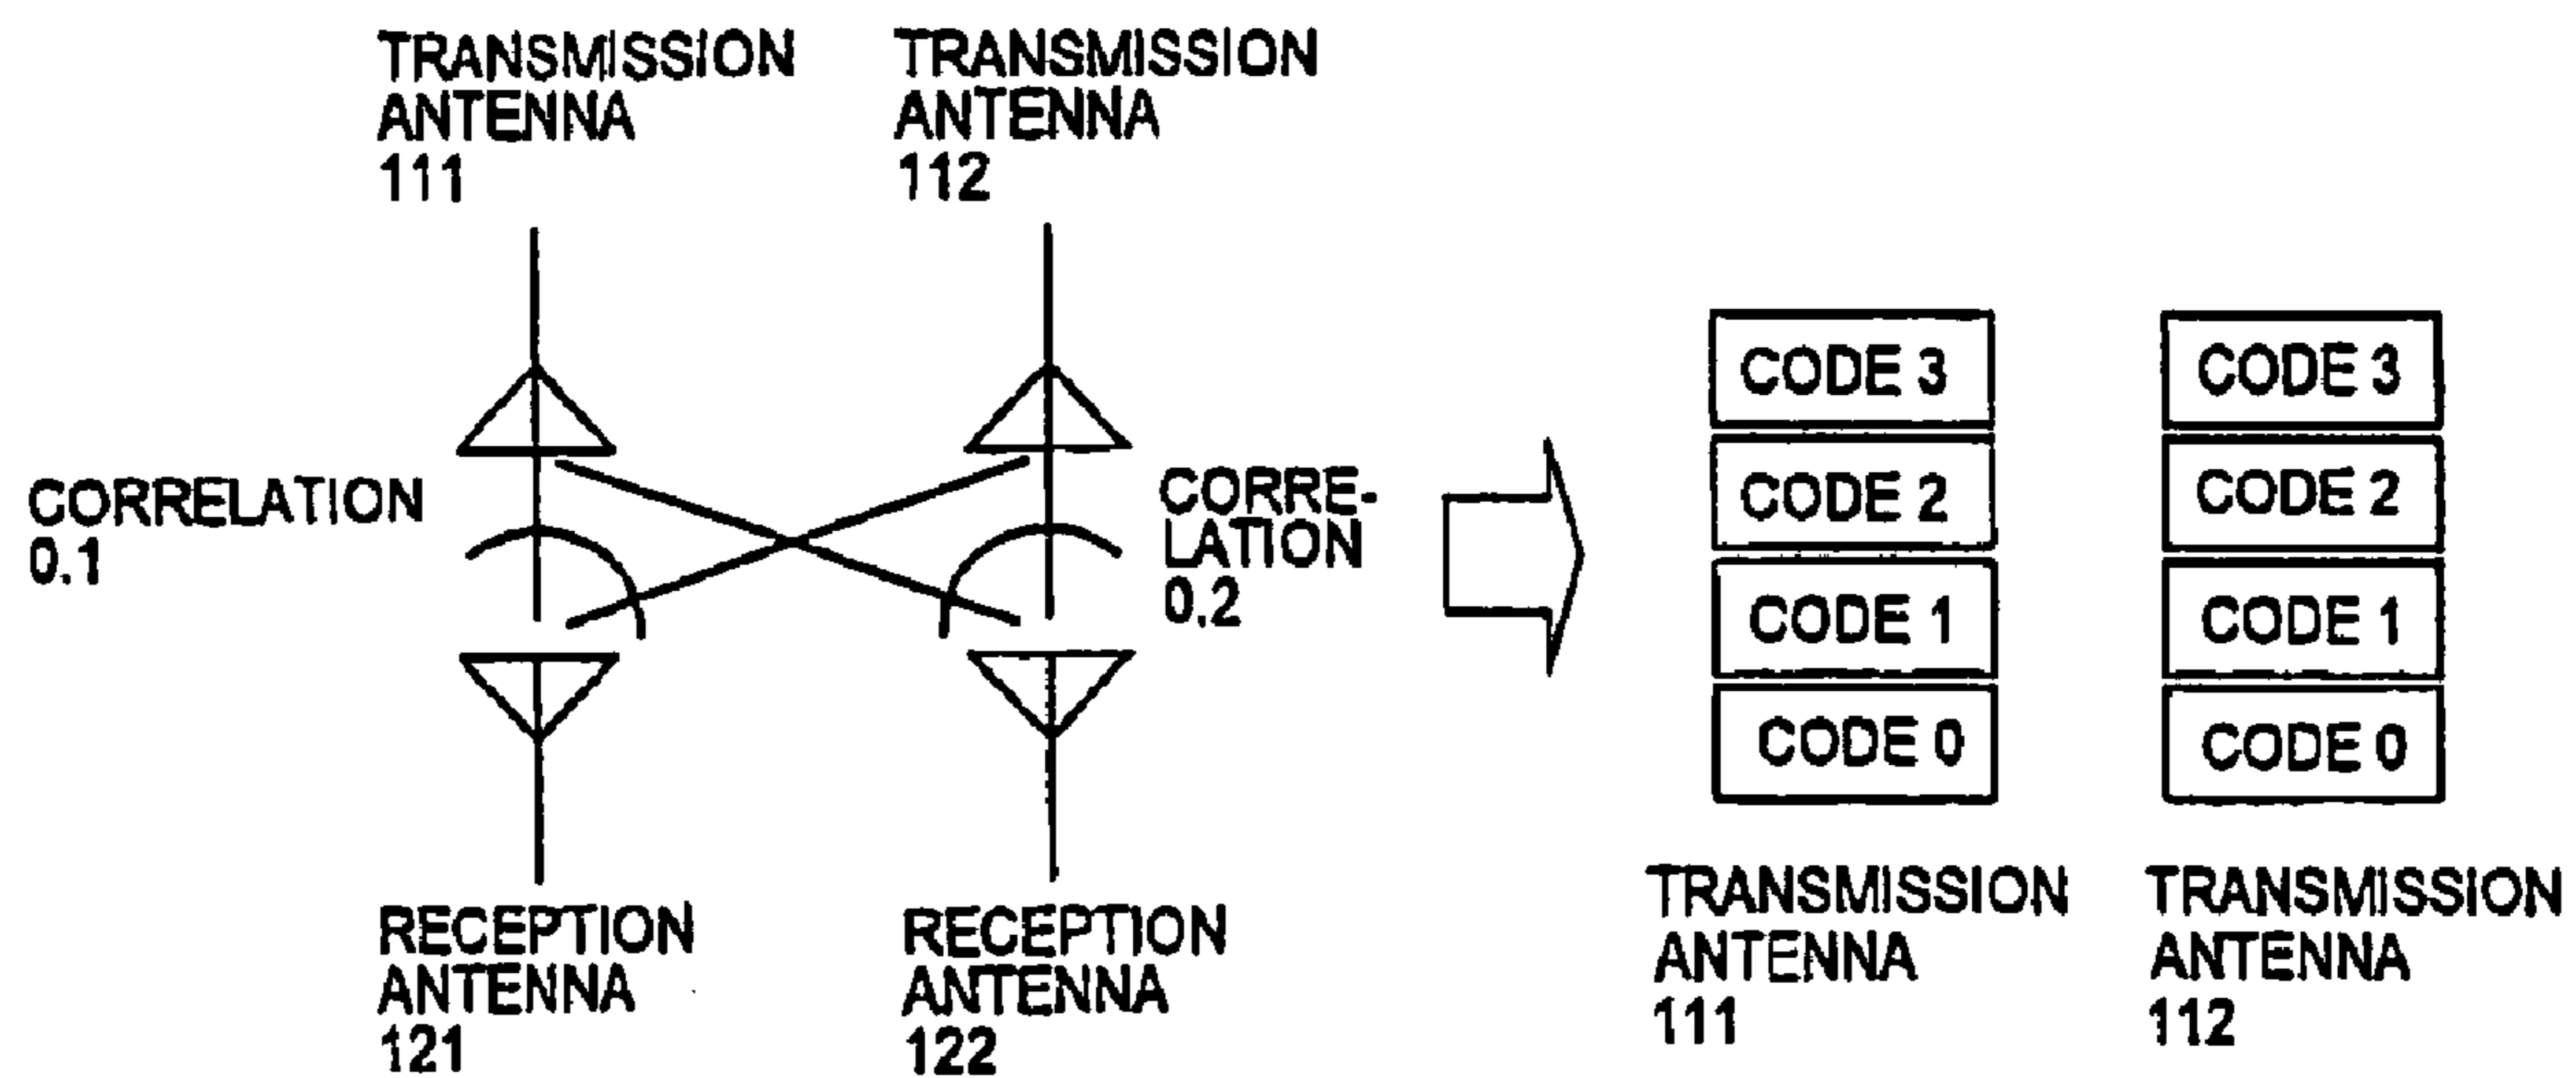 TRANSMISSION
ANTENNA
111
TRANSMISSION
ANTENNA
112
CORRELATION
0.1
CORRE-
LATION
0.2
RECEPTION
ANTENNA
121
RECEPTION
ANTENNA
122
CODE 3
CODE 2
CODE 1
CODE 0
TRANSMISSION
ANTENNA
111
CODE 3
CODE 2
CODE 1
CODE 0
TRANSMISSION
ANTENNA
112